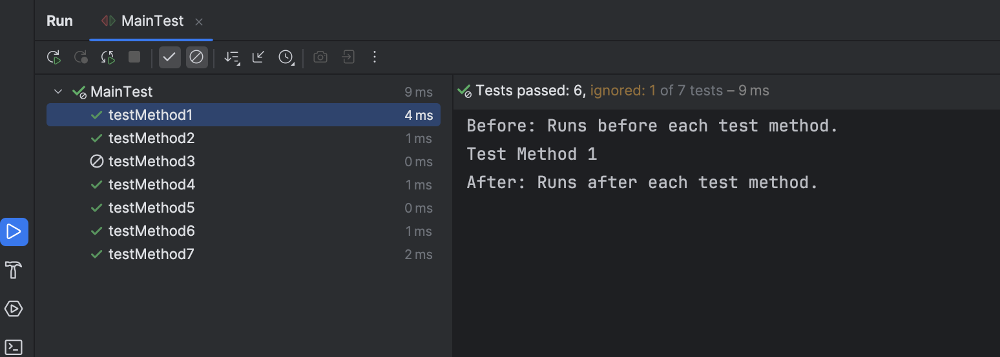 Run MainTest
MainTest 9 ms
testMethod1 4 ms
testMethod2 1 ms
testMethod3 0 ms
testMethod4 1 ms
testMethod5 0 ms
testMethod6 1 ms
testMethod7 2 ms
Tests passed: 6, ignored: 1 of 7 tests – 9 ms
Before: Runs before each test method.
Test Method 1
After: Runs after each test method.